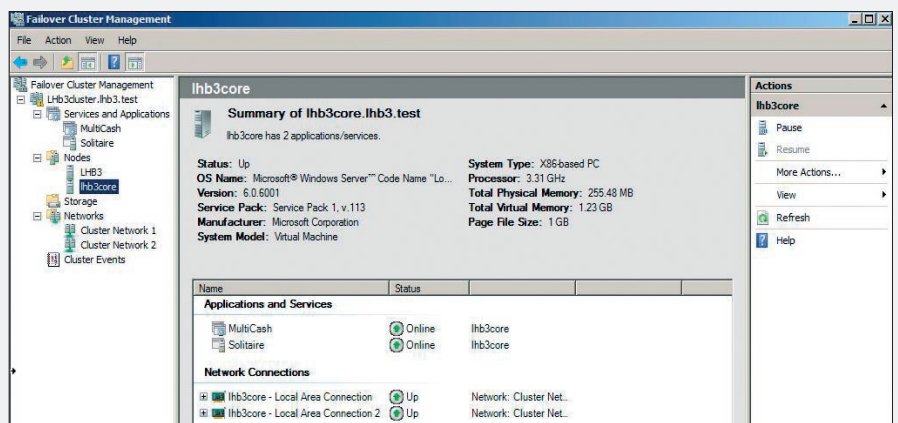 Failover Cluster Management
File Action View Help
Failover Cluster Management
LHb3cluster.lhb3.test
Services and Applications
MultiCash
Solitaire
Nodes
LHB3
lhb3core
Storage
Networks
Cluster Network 1
Cluster Network 2
Cluster Events
lhb3core
Summary of lhb3core.lhb3.test
lhb3core has 2 applications/services.
Status: Up
OS Name: Microsoft® Windows Server™ Code Name "Lo...
Version: 6.0.6001
Service Pack: Service Pack 1, v.113
Manufacturer: Microsoft Corporation
System Model: Virtual Machine
System Type: X86-based PC
Processor: 3.31 GHz
Total Physical Memory: 255.48 MB
Total Virtual Memory: 1.23 GB
Page File Size: 1 GB
Name Status
Applications and Services
MultiCash Online lhb3core
Solitaire Online lhb3core
Network Connections
lhb3core - Local Area Connection Up Network: Cluster Net..
lhb3core - Local Area Connection 2 Up Network: Cluster Net..
Actions
lhb3core
Pause
Resume
More Actions...
View
Refresh
Help